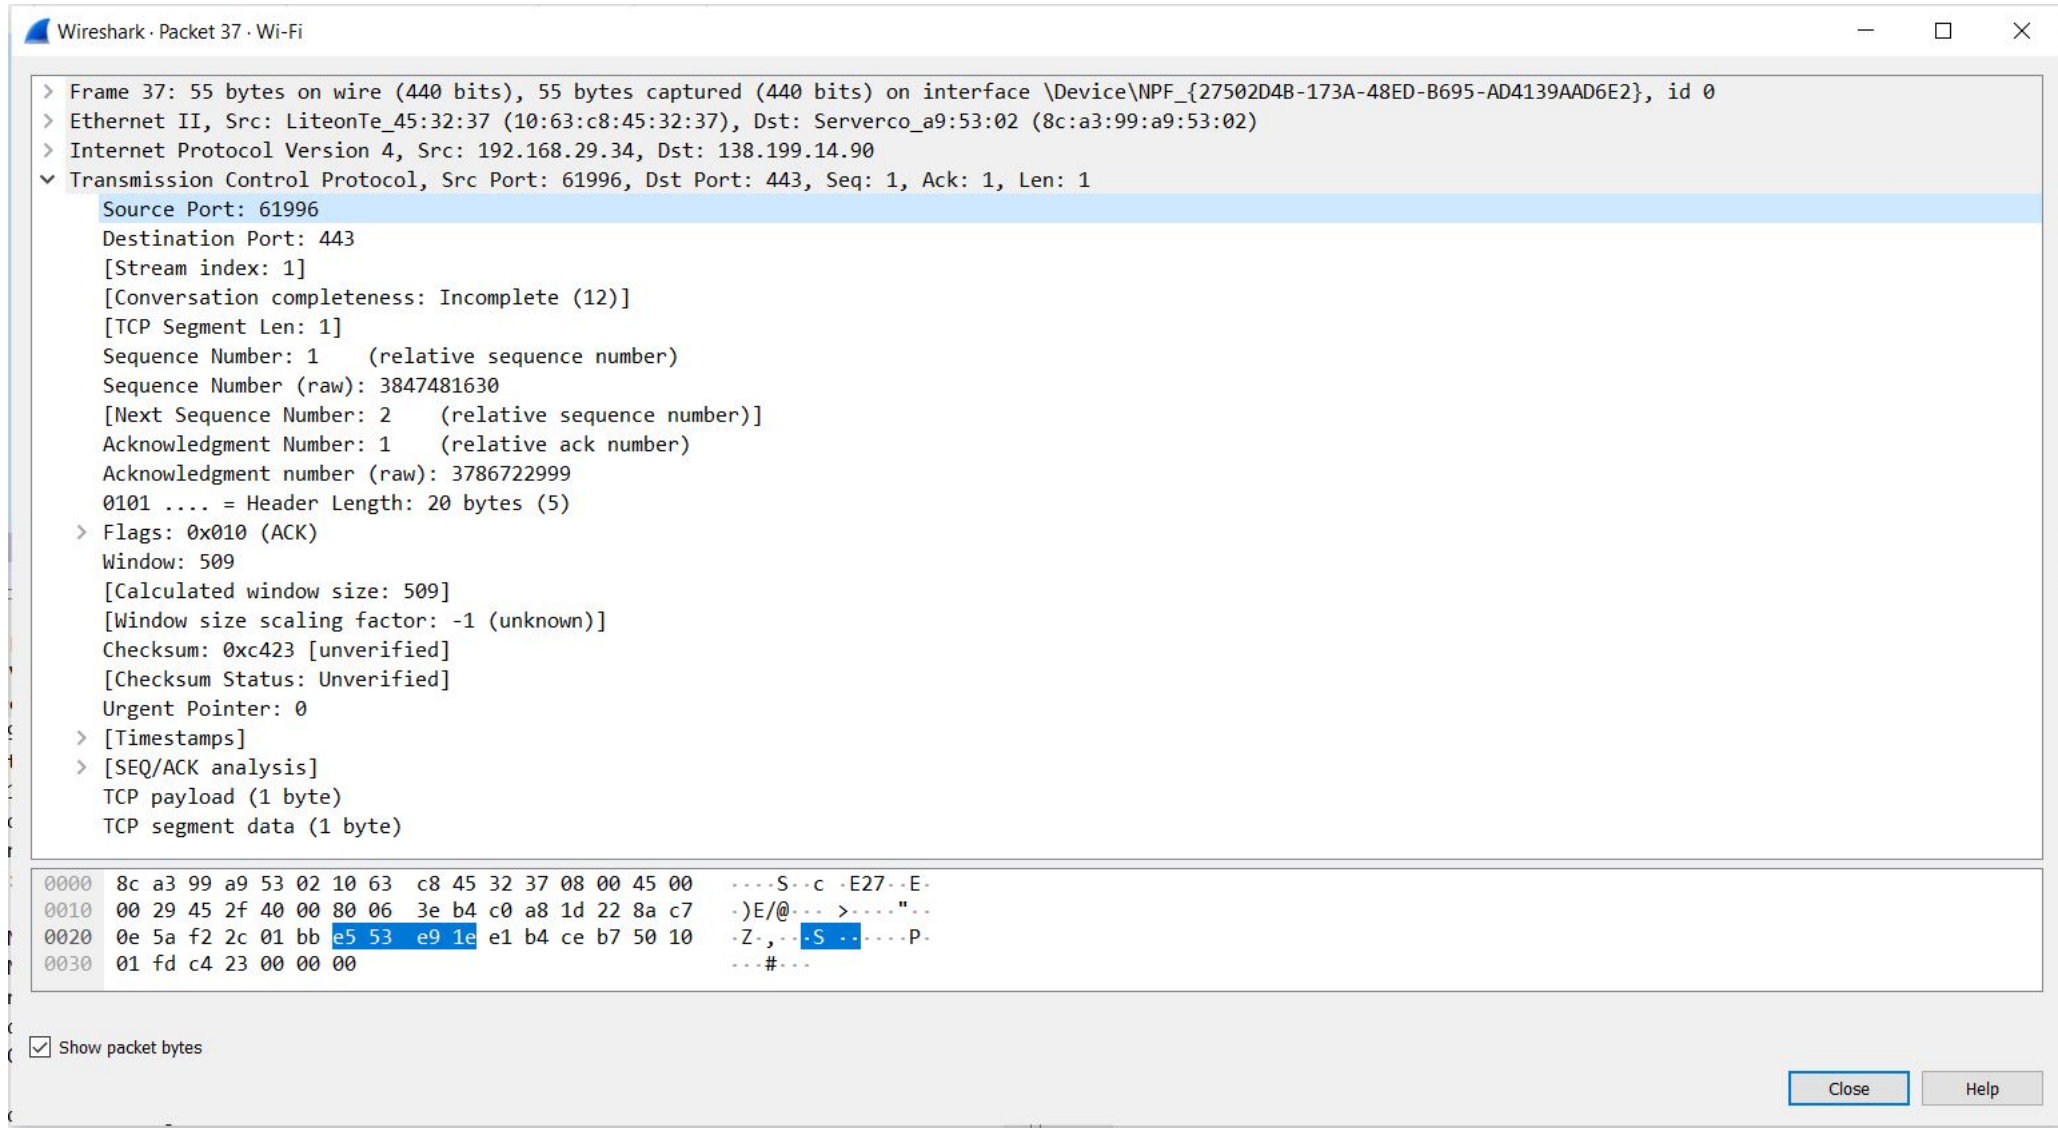 Wireshark · Packet 37 · Wi-Fi
Frame 37: 55 bytes on wire (440 bits), 55 bytes captured (440 bits) on interface \Device\NPF_{27502D4B-173A-48ED-B695-AD4139AAD6E2}, id 0
Ethernet II, Src: LiteonTe_45:32:37 (10:63:c8:45:32:37), Dst: Serverco_a9:53:02 (8c:a3:99:a9:53:02)
Internet Protocol Version 4, Src: 192.168.29.34, Dst: 138.199.14.90
Transmission Control Protocol, Src Port: 61996, Dst Port: 443, Seq: 1, Ack: 1, Len: 1
Source Port: 61996
Destination Port: 443
[Stream index: 1]
[Conversation completeness: Incomplete (12)]
[TCP Segment Len: 1]
Sequence Number: 1    (relative sequence number)
Sequence Number (raw): 3847481630
[Next Sequence Number: 2    (relative sequence number)]
Acknowledgment Number: 1    (relative ack number)
Acknowledgment number (raw): 3786722999
0101 .... = Header Length: 20 bytes (5)
Flags: 0x010 (ACK)
Window: 509
[Calculated window size: 509]
[Window size scaling factor: -1 (unknown)]
Checksum: 0xc423 [unverified]
[Checksum Status: Unverified]
Urgent Pointer: 0
[Timestamps]
[SEQ/ACK analysis]
TCP payload (1 byte)
TCP segment data (1 byte)
0000  8c a3 99 a9 53 02 10 63  c8 45 32 37 08 00 45 00   ····S··c ·E27··E·
0010  00 29 45 2f 40 00 80 06  3e b4 c0 a8 1d 22 8a c7   ·)E/@··· >····"··
0020  0e 5a f2 2c 01 bb e5 53  e9 1e e1 b4 ce b7 50 10   ·Z·,···S ······P·
0030  01 fd c4 23 00 00 00   ···#···
Show packet bytes
Close
Help